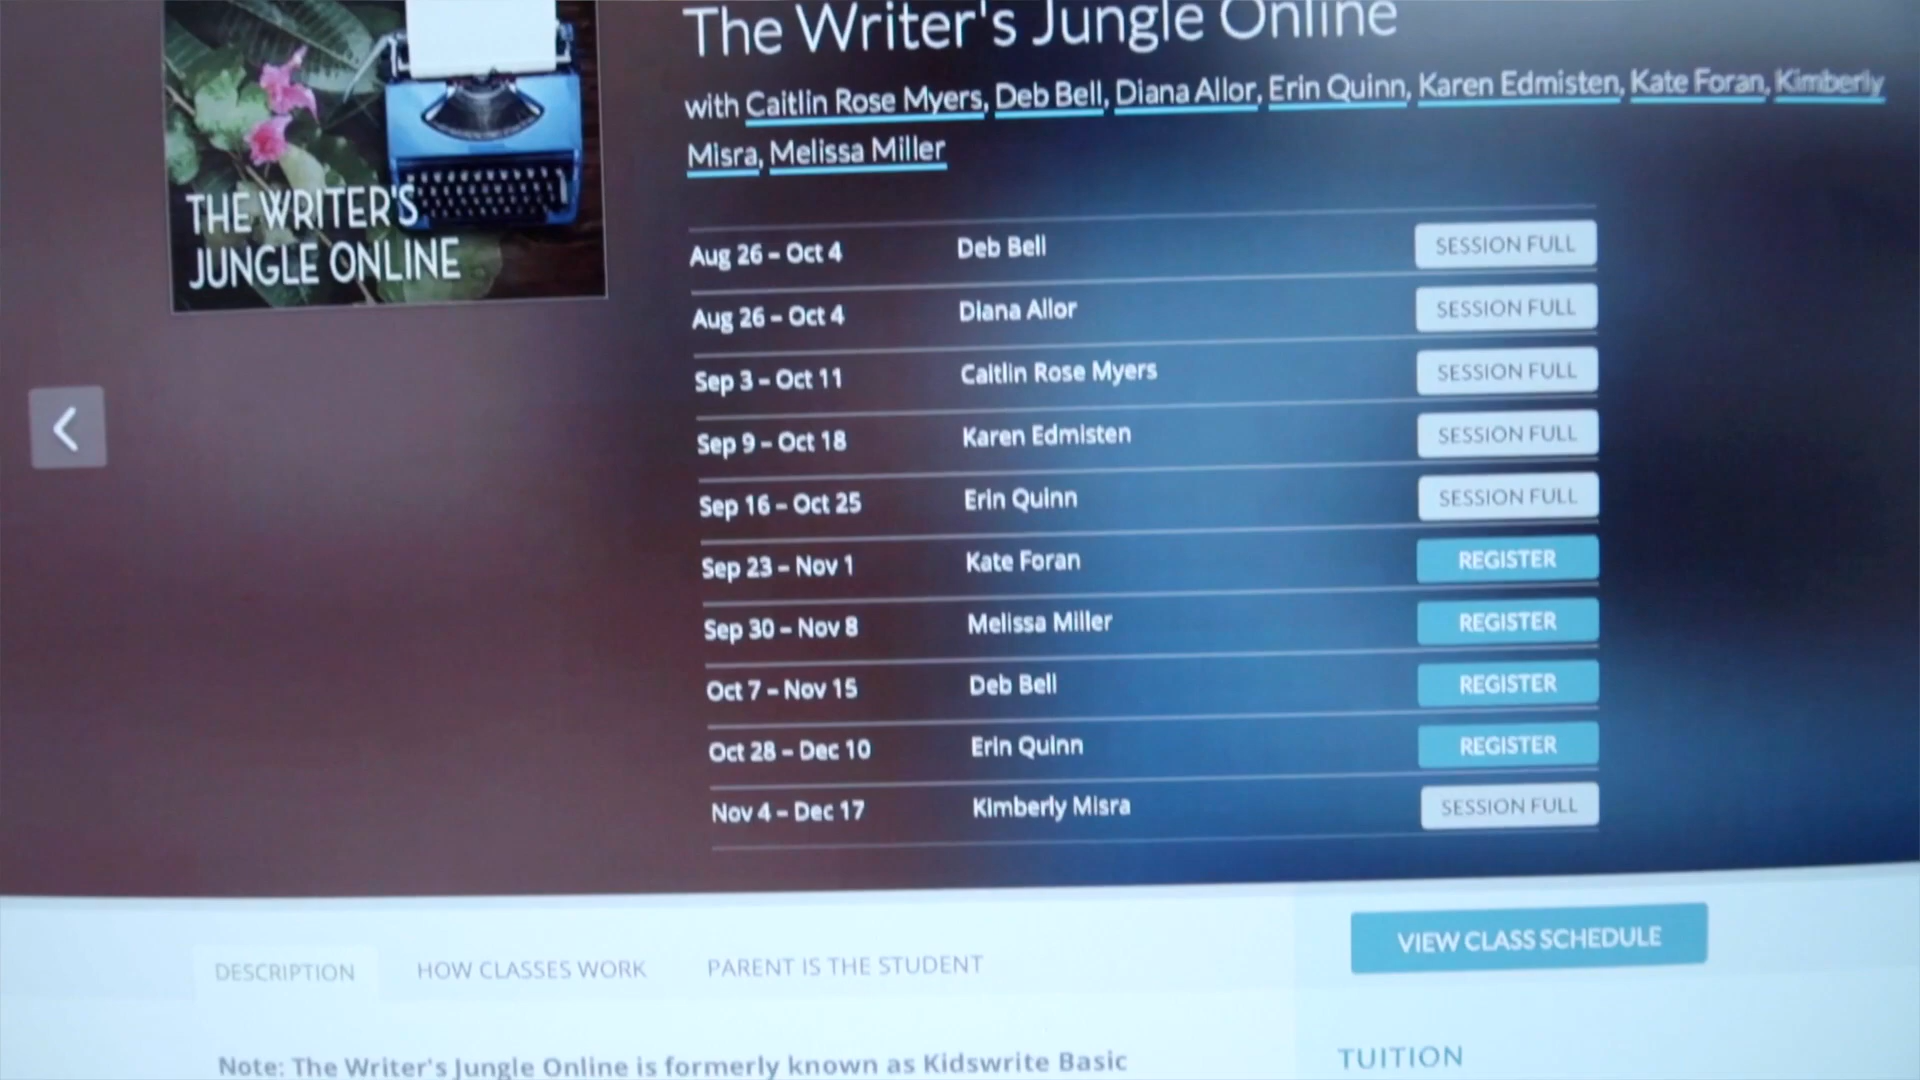 The Writer's Jungle Online
with Caitlin Rose Myers, Deb Bell, Diana Allor, Erin Quinn, Karen Edmisten, Kate Foran, Kimberly
Misra, Melissa Miller
THE WRITER'S
JUNGLE ONLINE
Aug 26 – Oct 4 Deb Bell SESSION FULL
Aug 26 – Oct 4 Diana Allor SESSION FULL
Sep 3 – Oct 11 Caitlin Rose Myers SESSION FULL
Sep 9 – Oct 18 Karen Edmisten SESSION FULL
Sep 16 – Oct 25 Erin Quinn SESSION FULL
Sep 23 – Nov 1 Kate Foran REGISTER
Sep 30 – Nov 8 Melissa Miller REGISTER
Oct 7 – Nov 15 Deb Bell REGISTER
Oct 28 – Dec 10 Erin Quinn REGISTER
Nov 4 – Dec 17 Kimberly Misra SESSION FULL
VIEW CLASS SCHEDULE
DESCRIPTION HOW CLASSES WORK PARENT IS THE STUDENT
Note: The Writer's Jungle Online is formerly known as Kidswrite Basic
TUITION